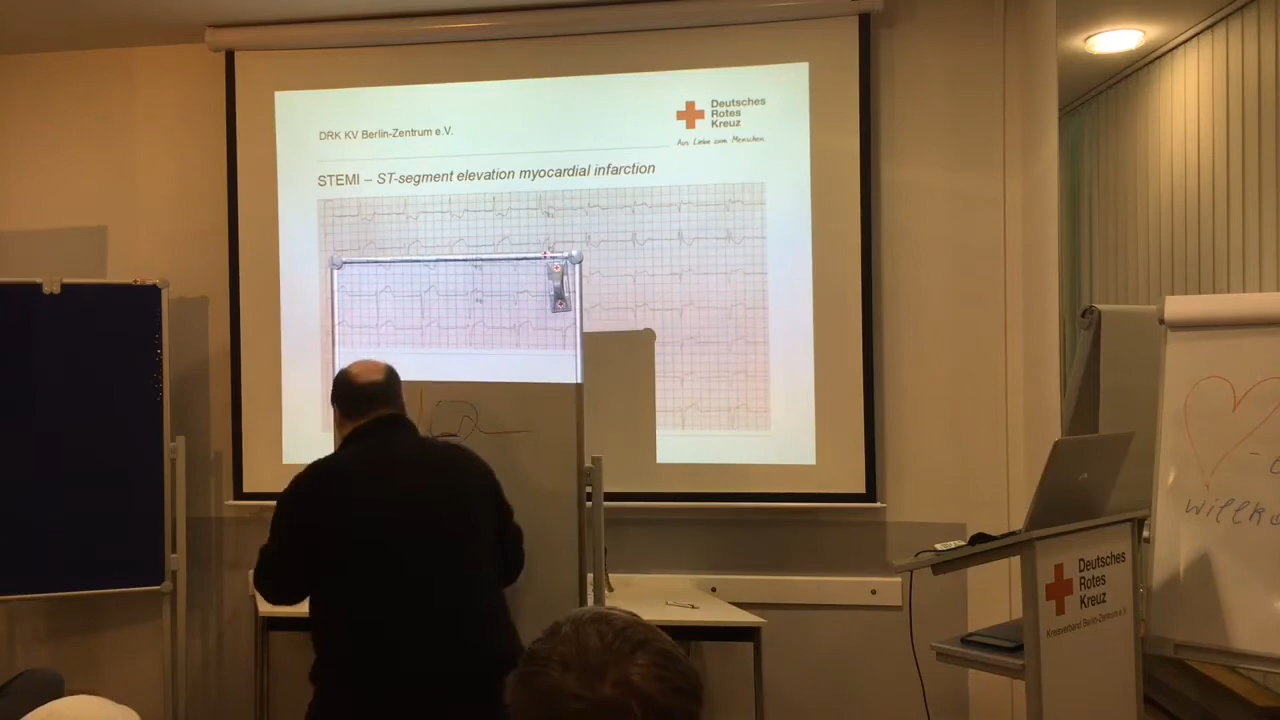 DRK KV Berlin-Zentrum e.V.
Deutsches
Rotes
Kreuz
Aus Liebe zum Menschen.
STEMI – ST-segment elevation myocardial infarction
Deutsches
Rotes
Kreuz
Kreisverband Berlin-Zentrum e.V.
willko